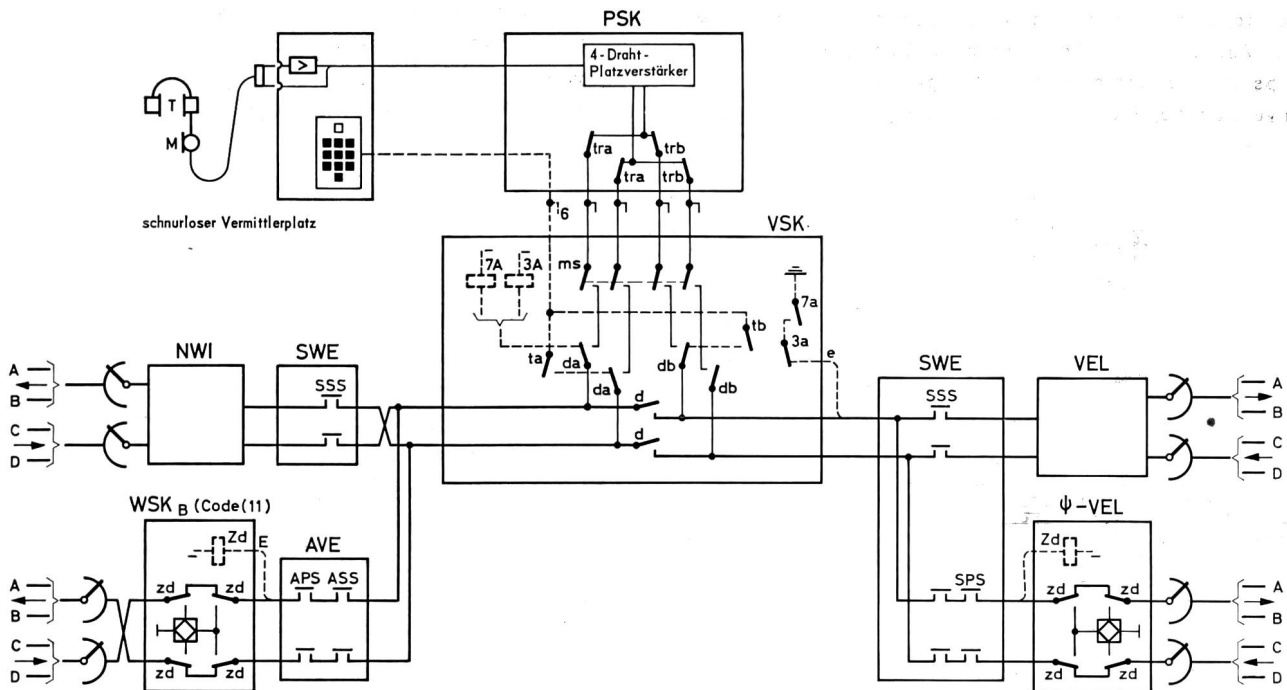 PSK
4-Draht-
Platzverstärker
>
T
M
tra
trb
tra
trb
6
schnurloser Vermittlerplatz
VSK
7A
3A
ms
7a
tb
3a
e
ta
da
da
db
db
d
d
NWI
SWE
SSS
A
B
C
D
SWE
SSS
VEL
A
B
C
D
WSK B (Code(11)
Zd
E
AVE
APS
ASS
zd
zd
zd
zd
A
B
C
D
SPS
ψ-VEL
Zd
zd
zd
zd
zd
A
B
C
D